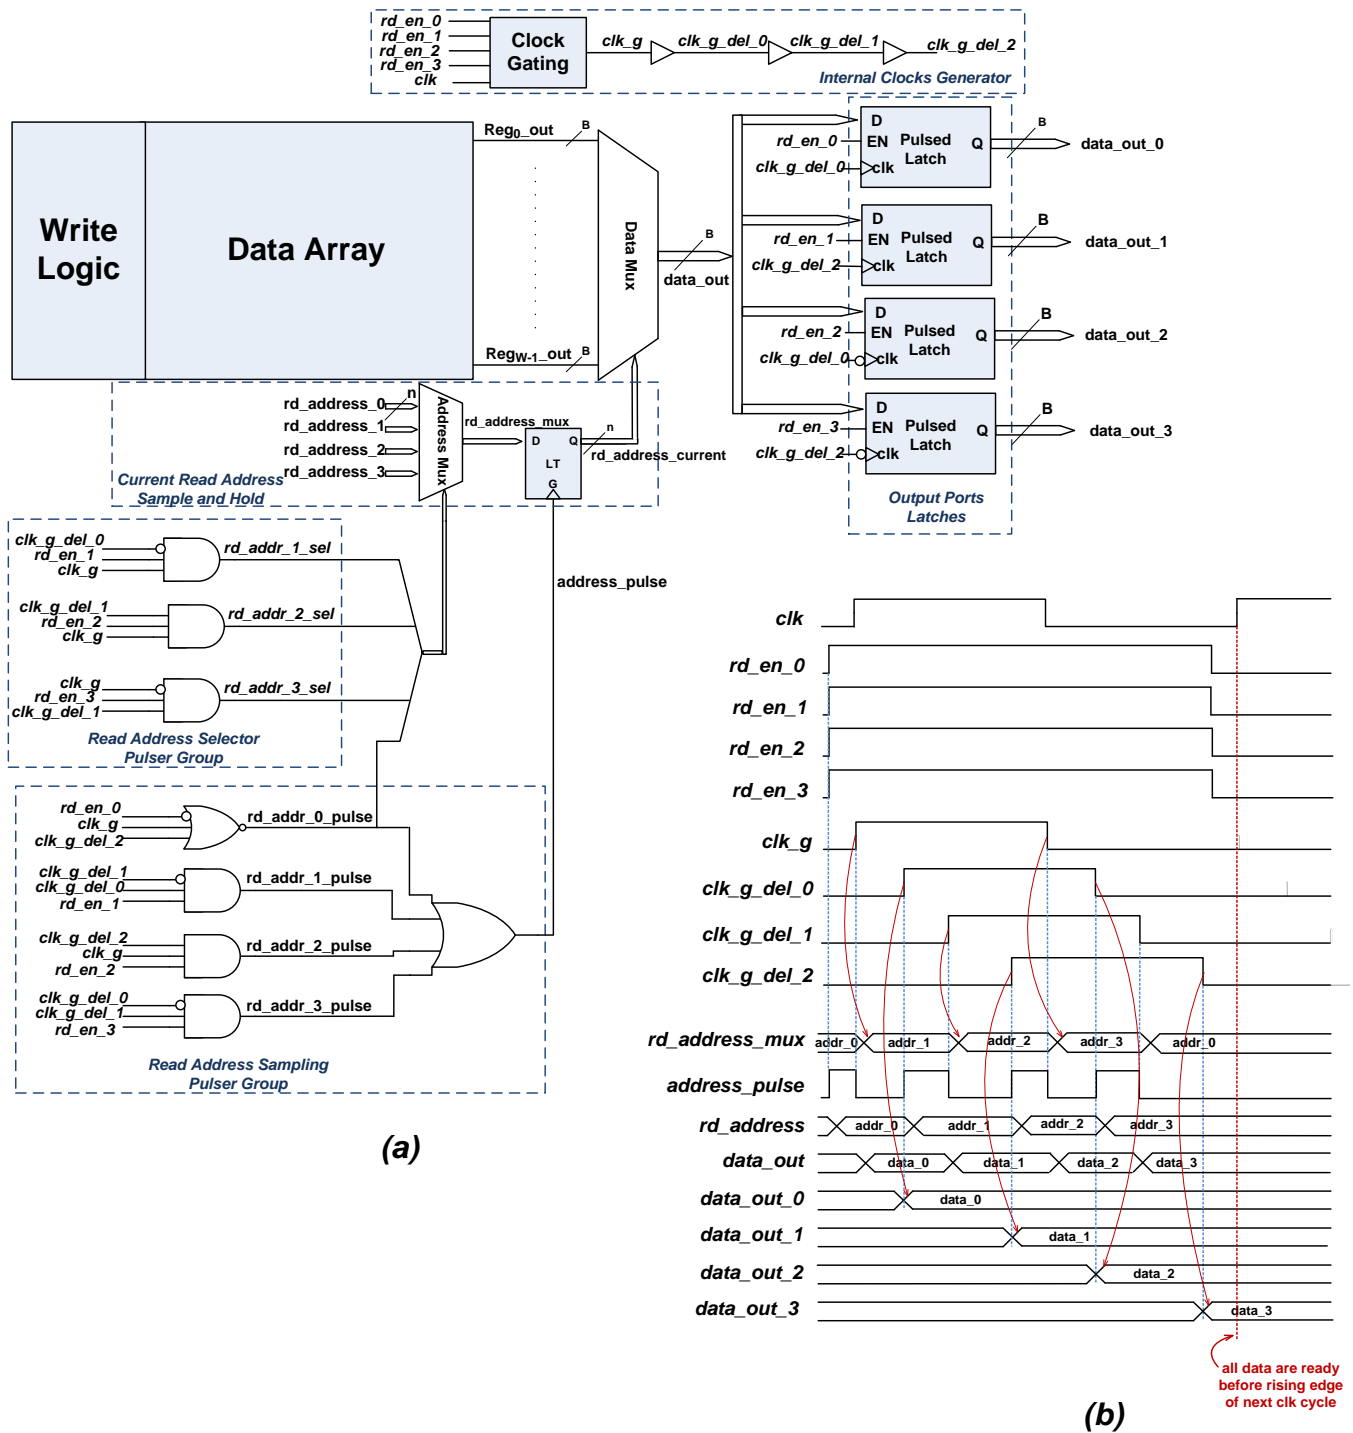 rd_en_0
rd_en_1
rd_en_2
rd_en_3
clk
Clock
Gating
clk_g
clk_g_del_0
clk_g_del_1
clk_g_del_2
Internal Clocks Generator
Write
Logic
Data Array
Reg0_out
B
RegW-1_out
B
Data Mux
B
data_out
D
rd_en_0
EN
clk_g_del_0
clk
Pulsed
Latch
Q
B
data_out_0
D
rd_en_1
EN
clk_g_del_2
clk
Pulsed
Latch
Q
B
data_out_1
D
rd_en_2
EN
clk_g_del_0
clk
Pulsed
Latch
Q
B
data_out_2
D
rd_en_3
EN
clk_g_del_2
clk
Pulsed
Latch
Q
B
data_out_3
Output Ports
Latches
rd_address_0
n
rd_address_1
rd_address_2
rd_address_3
Address Mux
rd_address_mux
D
Q
LT
G
n
rd_address_current
Current Read Address
Sample and Hold
clk_g_del_0
rd_en_1
clk_g
rd_addr_1_sel
clk_g_del_1
rd_en_2
clk_g
rd_addr_2_sel
clk_g
rd_en_3
clk_g_del_1
rd_addr_3_sel
Read Address Selector
Pulser Group
address_pulse
rd_en_0
clk_g
clk_g_del_2
rd_addr_0_pulse
clk_g_del_1
clk_g_del_0
rd_en_1
rd_addr_1_pulse
clk_g_del_2
clk_g
rd_en_2
rd_addr_2_pulse
clk_g_del_0
clk_g_del_1
rd_en_3
rd_addr_3_pulse
Read Address Sampling
Pulser Group
(a)
clk
rd_en_0
rd_en_1
rd_en_2
rd_en_3
clk_g
clk_g_del_0
clk_g_del_1
clk_g_del_2
rd_address_mux
addr_0
addr_1
addr_2
addr_3
addr_0
address_pulse
rd_address
addr_0
addr_1
addr_2
addr_3
data_out
data_0
data_1
data_2
data_3
data_out_0
data_0
data_out_1
data_1
data_out_2
data_2
data_out_3
data_3
all data are ready
before rising edge
of next clk cycle
(b)